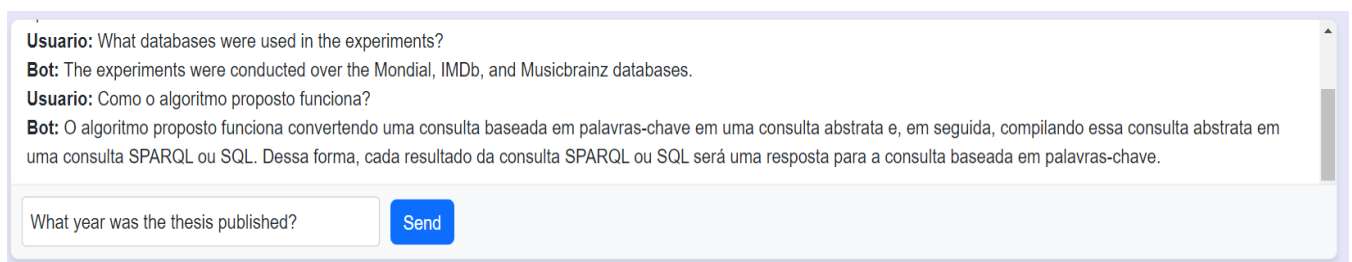 Usuario: What databases were used in the experiments?
Bot: The experiments were conducted over the Mondial, IMDb, and Musicbrainz databases.
Usuario: Como o algoritmo proposto funciona?
Bot: O algoritmo proposto funciona convertendo uma consulta baseada em palavras-chave em uma consulta abstrata e, em seguida, compilando essa consulta abstrata em
uma consulta SPARQL ou SQL. Dessa forma, cada resultado da consulta SPARQL ou SQL será uma resposta para a consulta baseada em palavras-chave.
What year was the thesis published?
Send